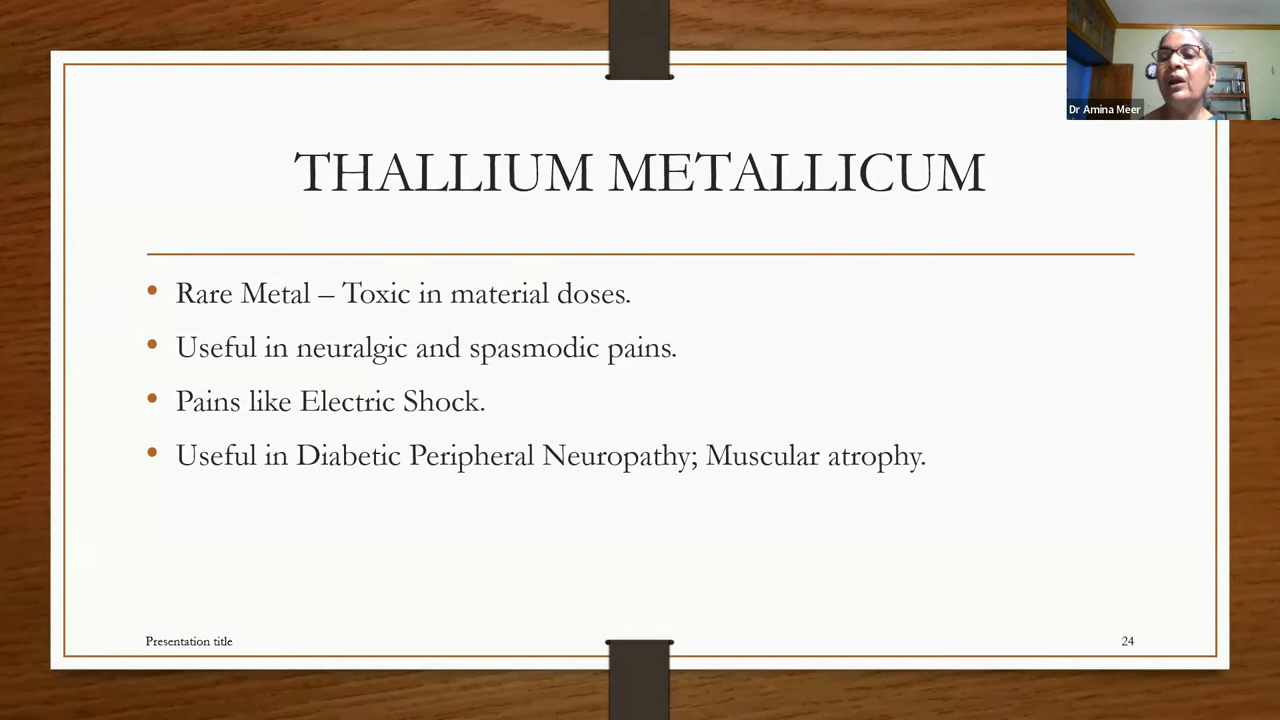 Dr Amina Meer
THALLIUM METALLICUM
• Rare Metal – Toxic in material doses.
• Useful in neuralgic and spasmodic pains.
• Pains like Electric Shock.
• Useful in Diabetic Peripheral Neuropathy; Muscular atrophy.
Presentation title
24